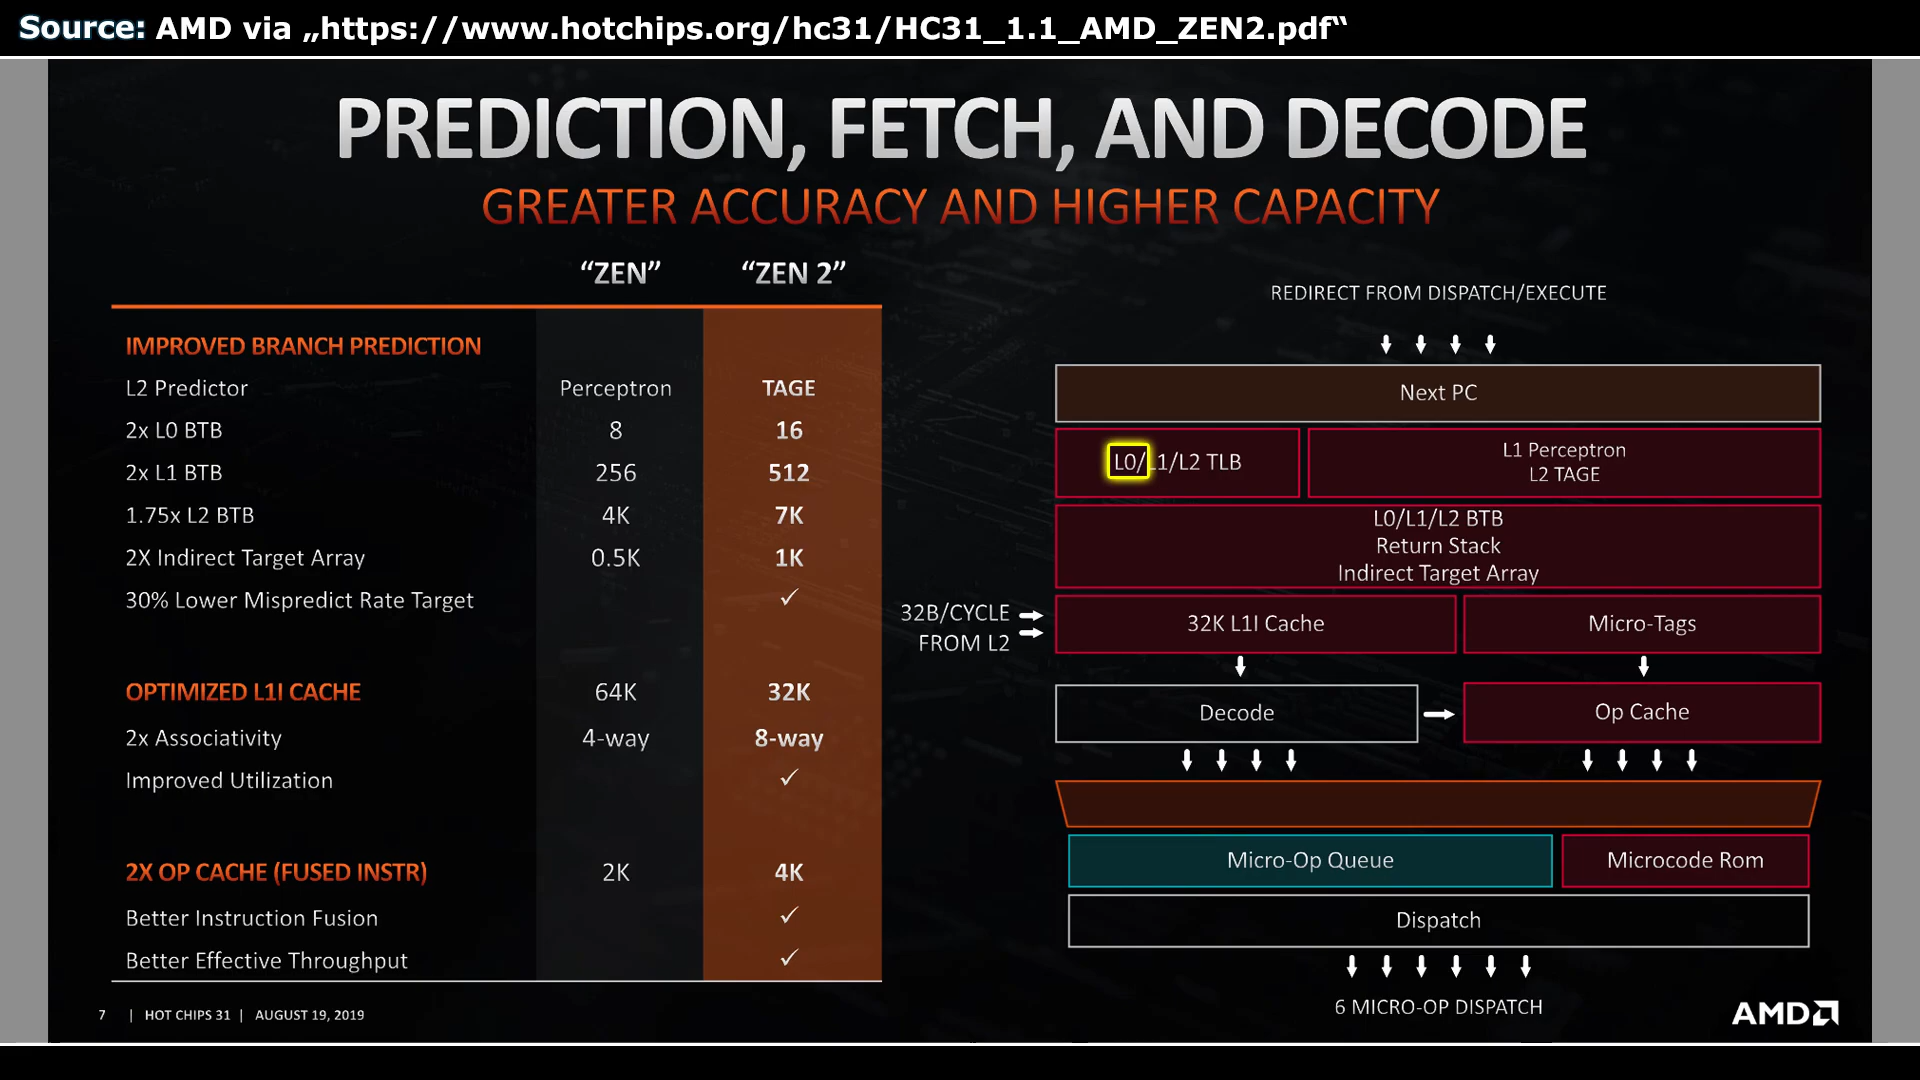 Source: AMD via „https://www.hotchips.org/hc31/HC31_1.1_AMD_ZEN2.pdf“
PREDICTION, FETCH, AND DECODE
GREATER ACCURACY AND HIGHER CAPACITY
“ZEN” “ZEN 2”
IMPROVED BRANCH PREDICTION
L2 Predictor Perceptron TAGE
2x L0 BTB 8 16
2x L1 BTB 256 512
1.75x L2 BTB 4K 7K
2X Indirect Target Array 0.5K 1K
30% Lower Mispredict Rate Target ✓
OPTIMIZED L1I CACHE 64K 32K
2x Associativity 4-way 8-way
Improved Utilization ✓
2X OP CACHE (FUSED INSTR) 2K 4K
Better Instruction Fusion ✓
Better Effective Throughput ✓
REDIRECT FROM DISPATCH/EXECUTE
Next PC
L0/L1/L2 TLB
L1 Perceptron
L2 TAGE
L0/L1/L2 BTB
Return Stack
Indirect Target Array
32B/CYCLE
FROM L2
32K L1I Cache
Micro-Tags
Decode
Op Cache
Micro-Op Queue
Microcode Rom
Dispatch
6 MICRO-OP DISPATCH
7 | HOT CHIPS 31 | AUGUST 19, 2019
AMD